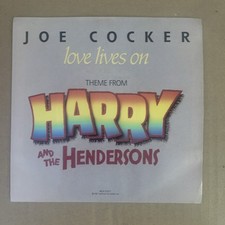 JOE COCKER
love lives on
THEME FROM
HARRY
AND THE HENDERSONS